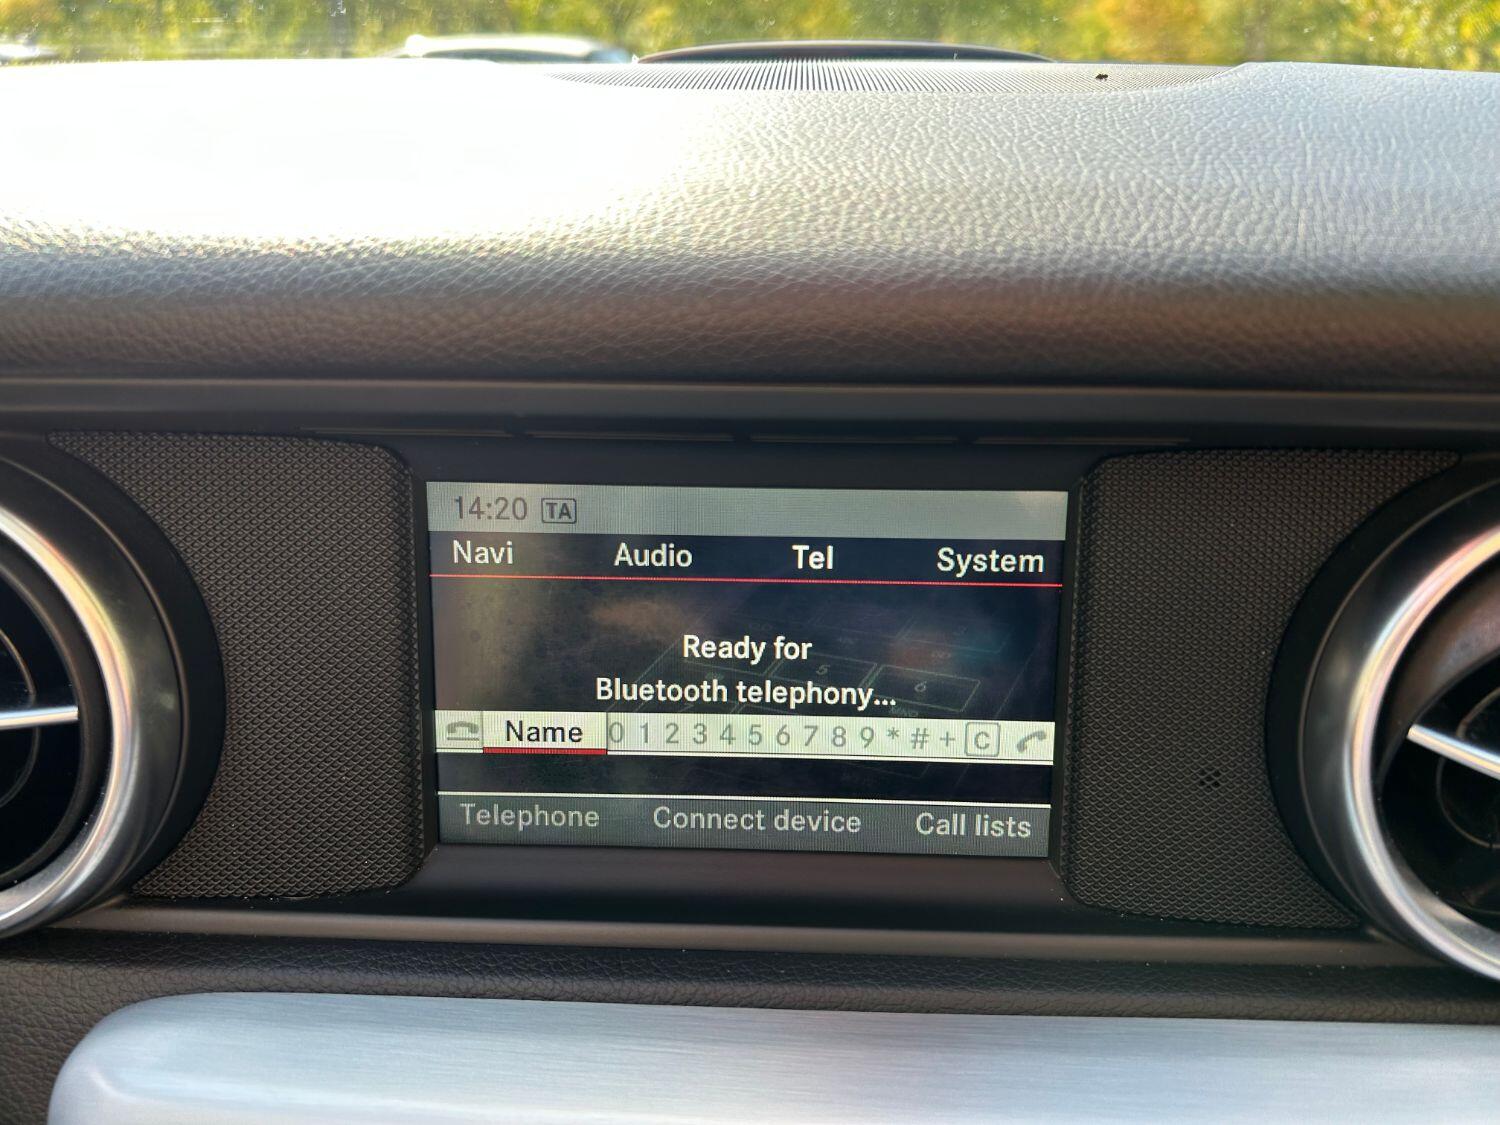 14:20 TA
Navi Audio Tel System
Ready for
Bluetooth telephony...
Name 0 1 2 3 4 5 6 7 8 9 * # + C
Telephone Connect device Call lists